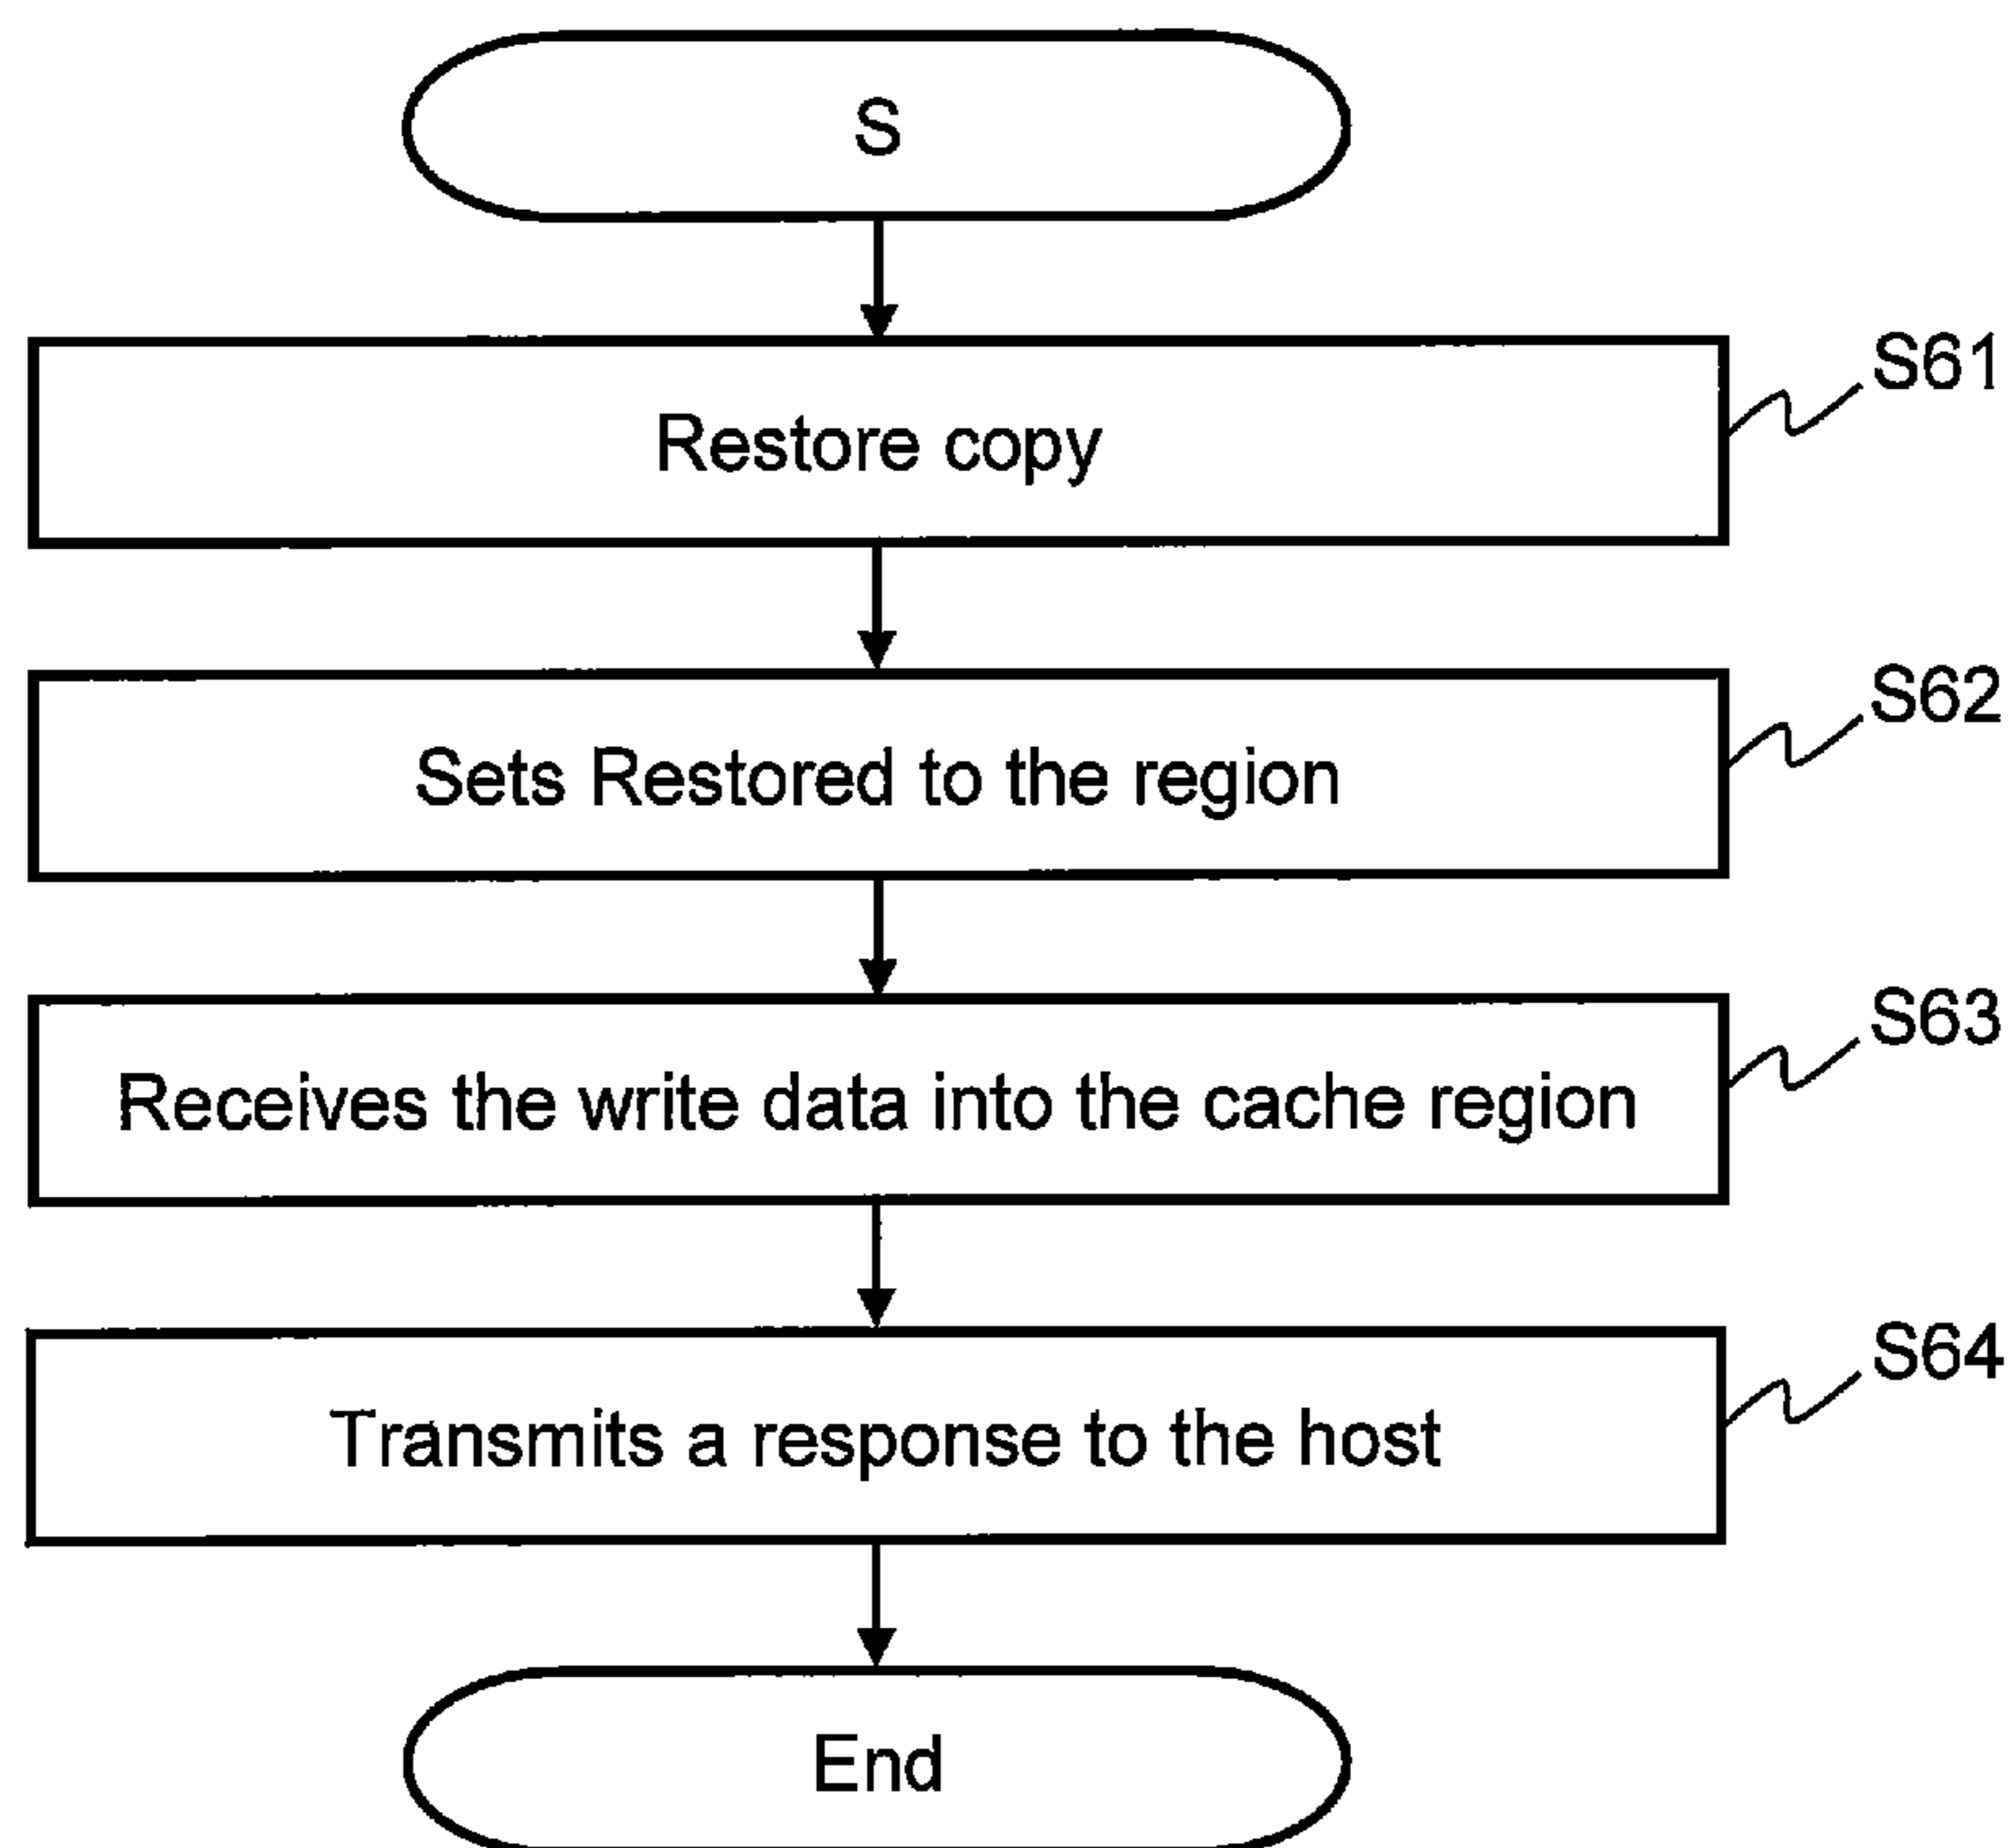 S
S61
Restore copy
S62
Sets Restored to the region
S63
Receives the write data into the cache region
S64
Transmits a response to the host
End